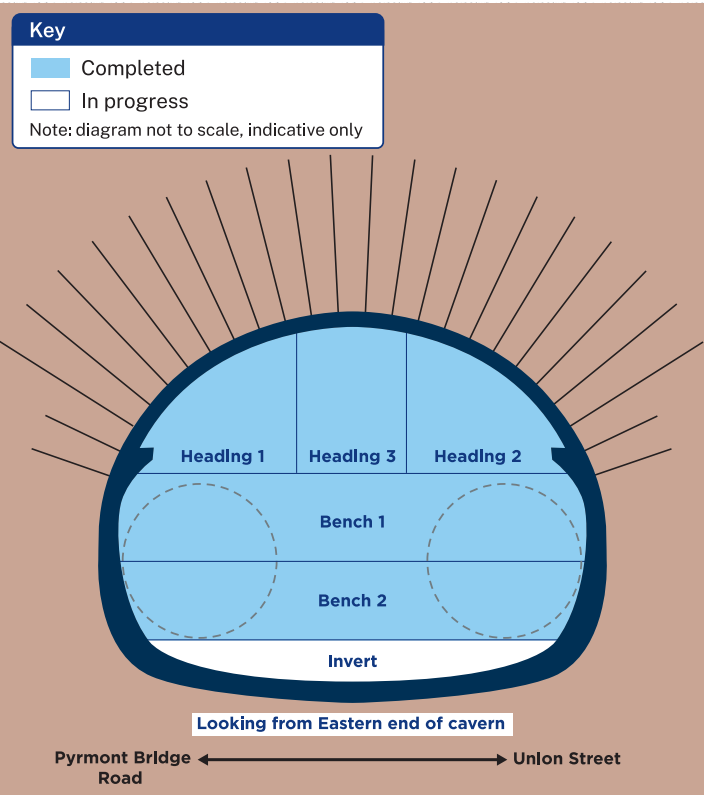 Key
Completed
In progress
Note: diagram not to scale, indicative only
Heading 1
Heading 3
Heading 2
Bench 1
Bench 2
Invert
Looking from Eastern end of cavern
Pyrmont Bridge
Road
Union Street